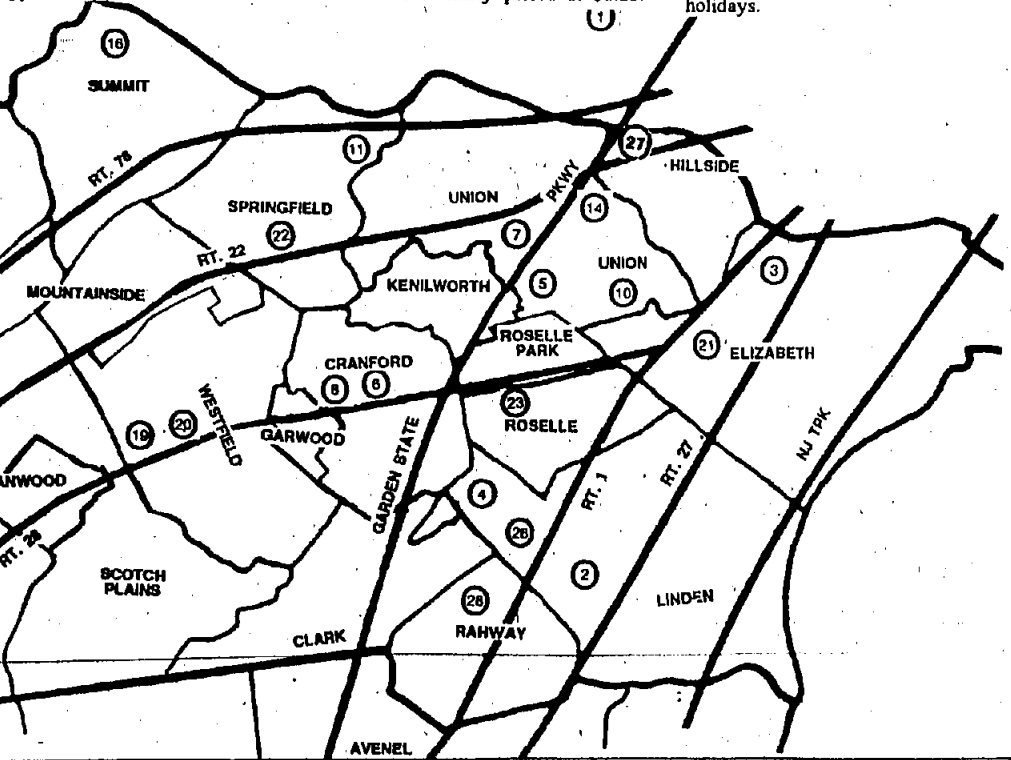 holidays.
1
16
SUMMIT
27
11
RT. 78
HILLSIDE
PKWY
UNION
SPRINGFIELD
14
22
7
RT. 22
UNION
3
MOUNTAINSIDE
KENILWORTH
5
10
ROSELLE
PARK
21
ELIZABETH
CRANFORD
8
6
23
WESTFIELD
19
20
GARWOOD
ROSELLE
NJ TPK
ANWOOD
GARDEN STATE
RT. 27
4
RT. 1
RT. 28
26
SCOTCH
PLAINS
2
28
LINDEN
RAHWAY
CLARK
AVENEL